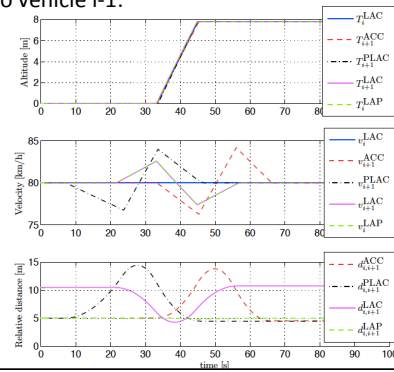 o vehicle i-1.
Altitude [m]
8
6
4
2
0
0 10 20 30 40 50 60 70 80
T_i^LAC
T_{i+1}^ACC
T_{i+1}^PLAC
T_{i+1}^LAC
T_i^LAP
Velocity [km/h]
85
80
75
0 10 20 30 40 50 60 70 80
v_i^LAC
v_{i+1}^ACC
v_{i+1}^PLAC
v_{i+1}^LAC
v_i^LAP
Relative distance [m]
15
10
5
0
0 10 20 30 40 50 60 70 80 90 100
time [s]
d_{i,i+1}^ACC
d_{i,i+1}^PLAC
d_{i,i+1}^LAC
d_{i,i+1}^LAP